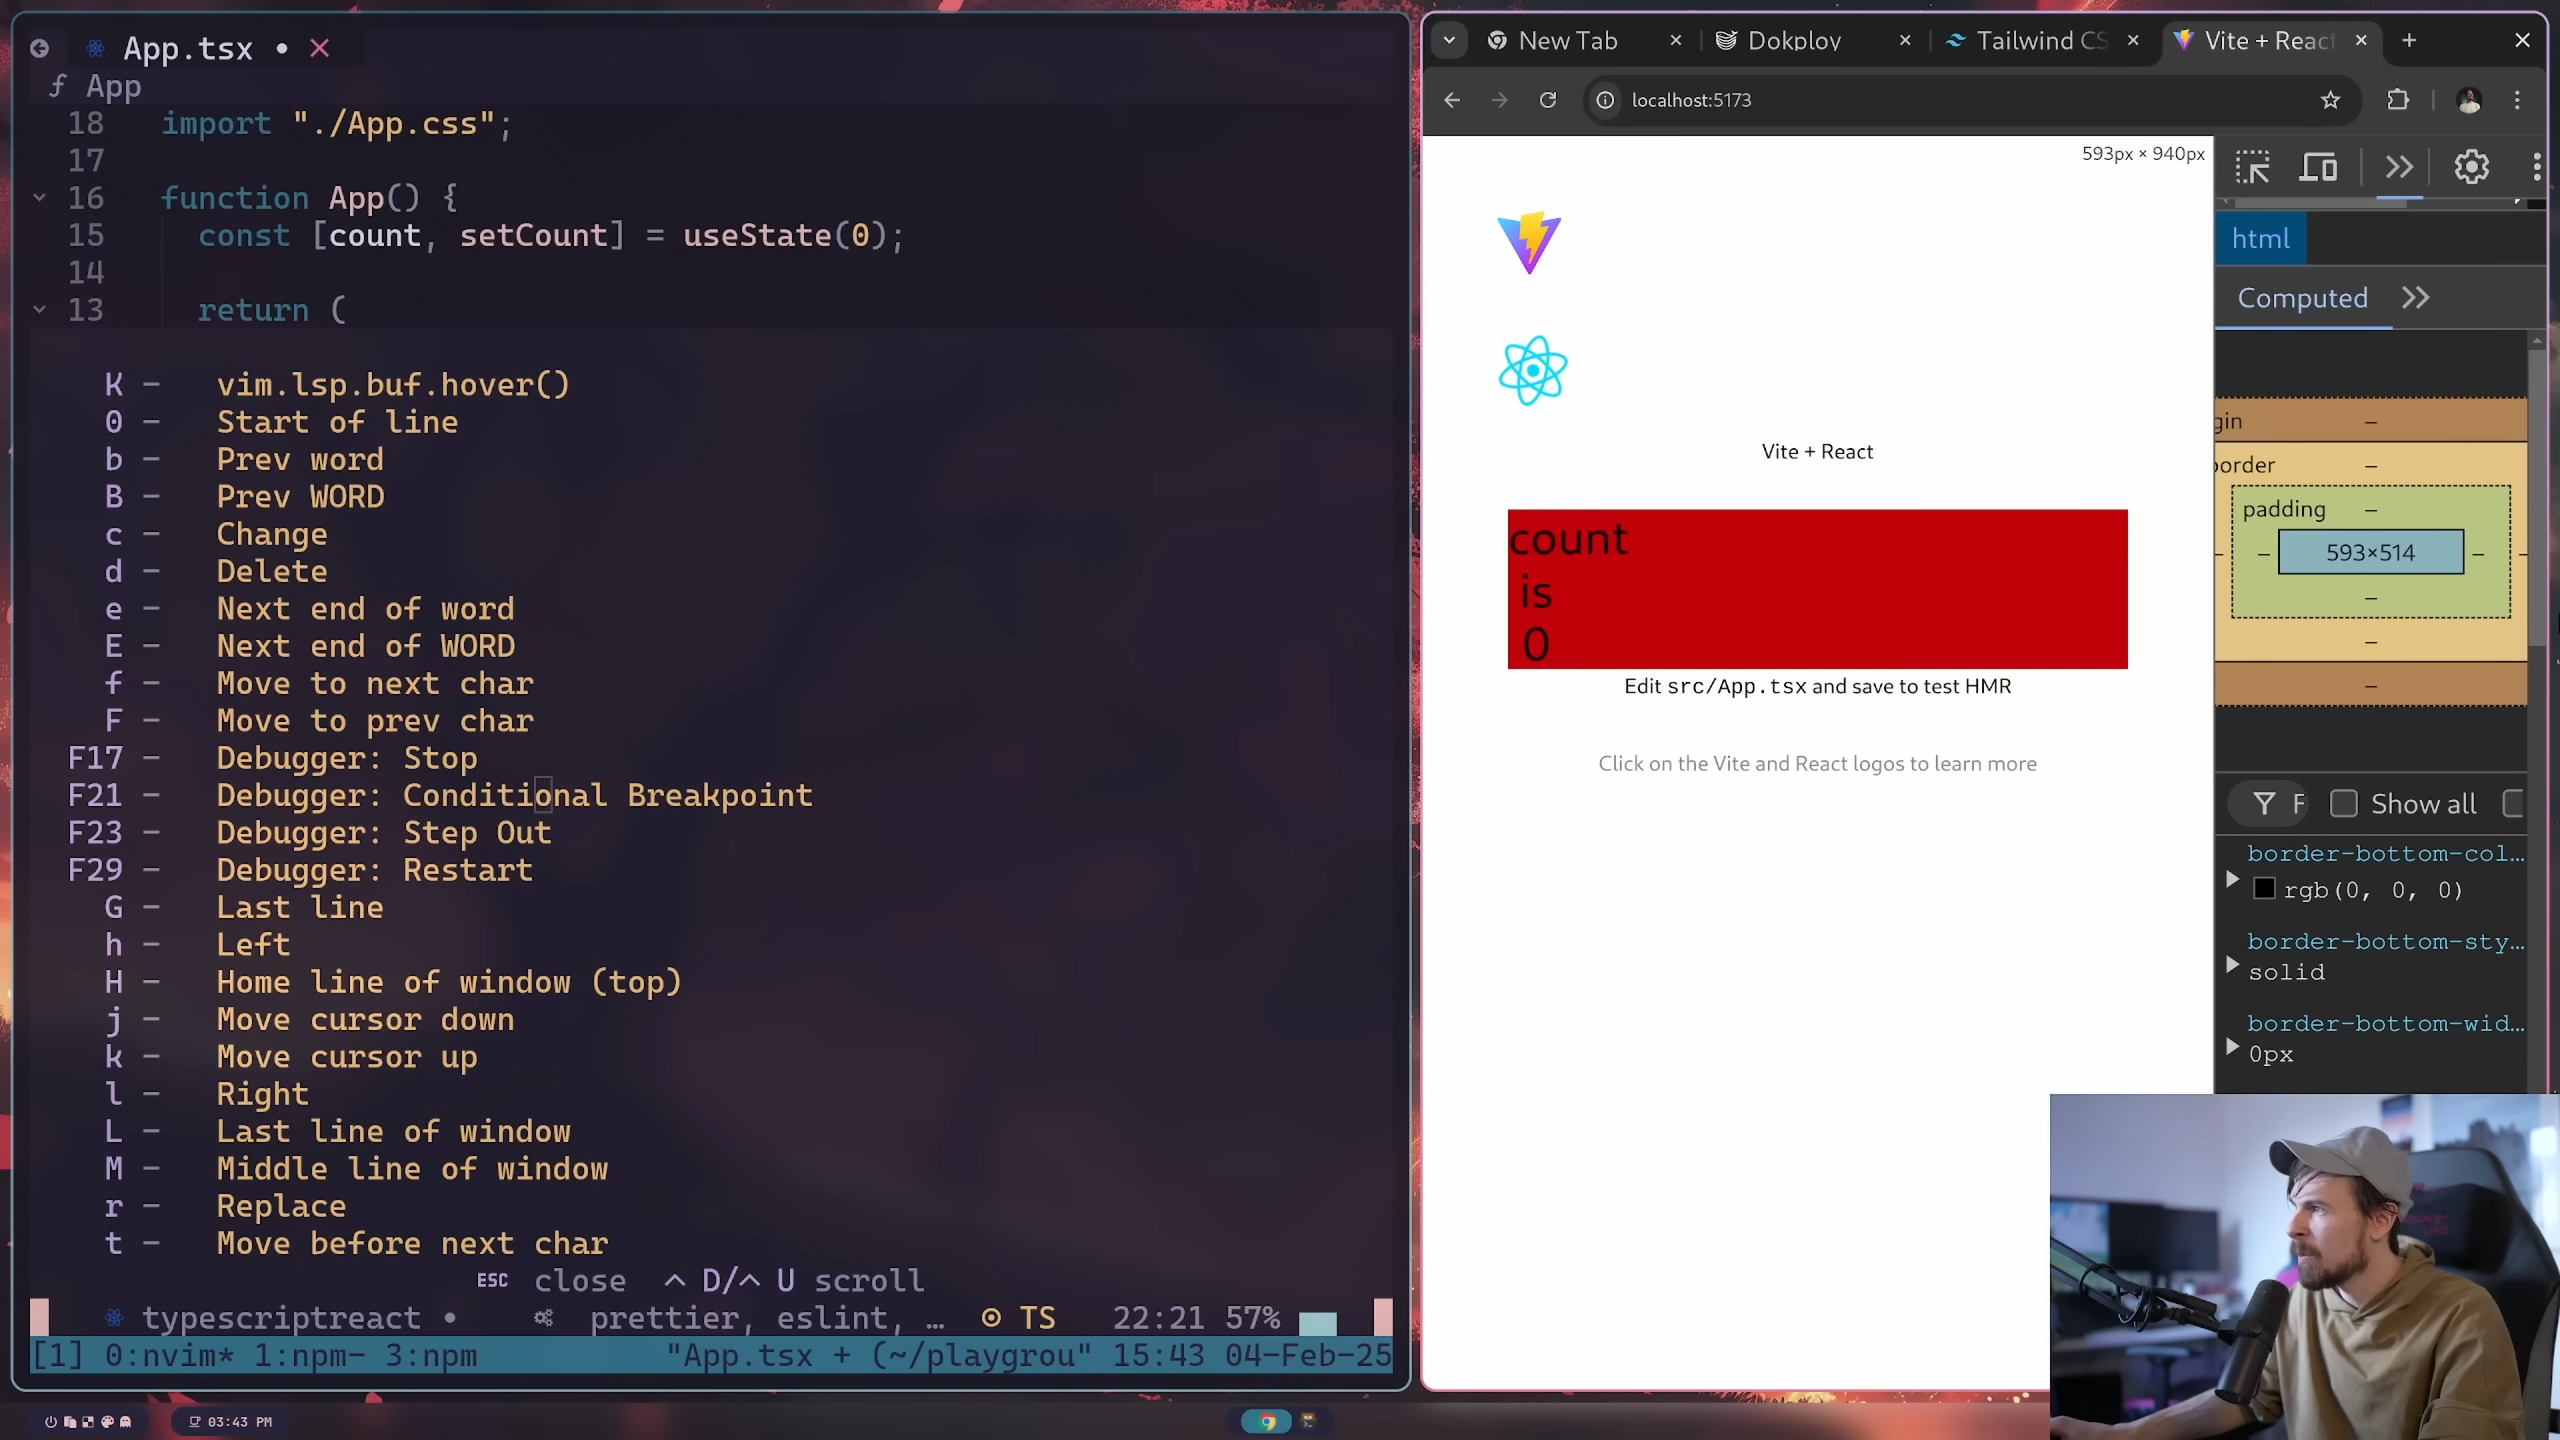 App.tsx
App
18 import "./App.css";
17
16 function App() {
15 const [count, setCount] = useState(0);
14
13 return (
K - vim.lsp.buf.hover()
0 - Start of line
b - Prev word
B - Prev WORD
c - Change
d - Delete
e - Next end of word
E - Next end of WORD
f - Move to next char
F - Move to prev char
F17 - Debugger: Stop
F21 - Debugger: Conditional Breakpoint
F23 - Debugger: Step Out
F29 - Debugger: Restart
G - Last line
h - Left
H - Home line of window (top)
j - Move cursor down
k - Move cursor up
l - Right
L - Last line of window
M - Middle line of window
r - Replace
t - Move before next char
ESC close ^ D/^ U scroll
typescriptreact • prettier, eslint, … TS 22:21 57%
[1] 0:nvim* 1:npm- 3:npm "App.tsx + (~/playgrou" 15:43 04-Feb-25
03:43 PM
New Tab
Dokploy
Tailwind CS
Vite + React
localhost:5173
593px × 940px
Vite + React
count
is
0
Edit src/App.tsx and save to test HMR
Click on the Vite and React logos to learn more
html
Computed
gin
border
padding
593×514
F Show all
border-bottom-col…
rgb(0, 0, 0)
border-bottom-sty…
solid
border-bottom-wid…
0px